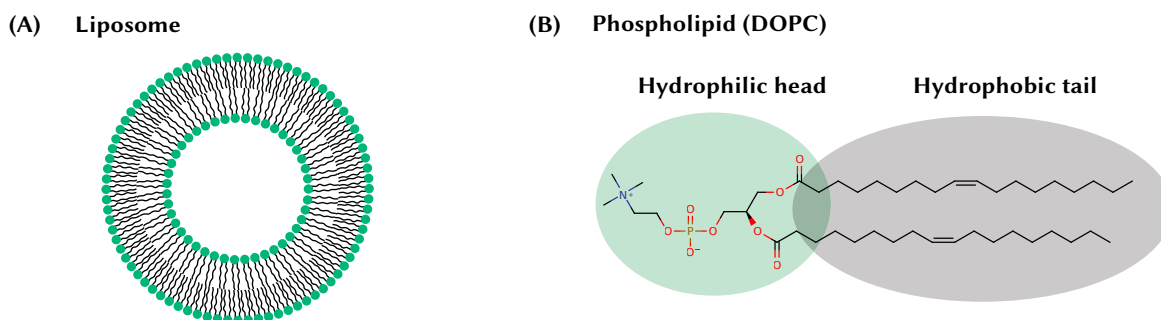 (A) Liposome
(B) Phospholipid (DOPC)
Hydrophilic head
Hydrophobic tail
O
O
N+
O
O
P
O
O
O−
O